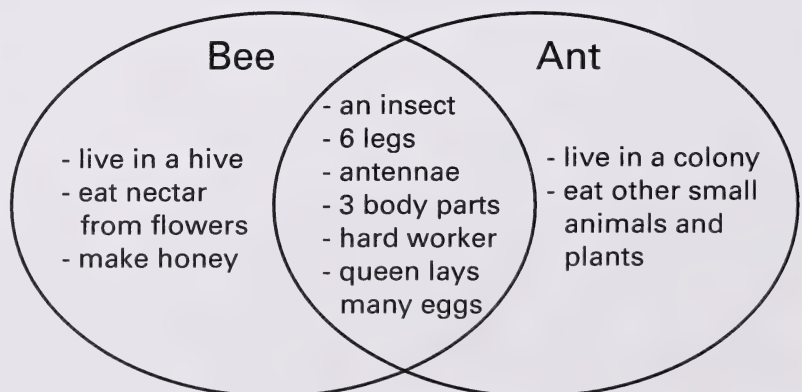 Bee
- live in a hive
- eat nectar
from flowers
- make honey
- an insect
- 6 legs
- antennae
- 3 body parts
- hard worker
- queen lays
many eggs
Ant
- live in a colony
- eat other small
animals and
plants